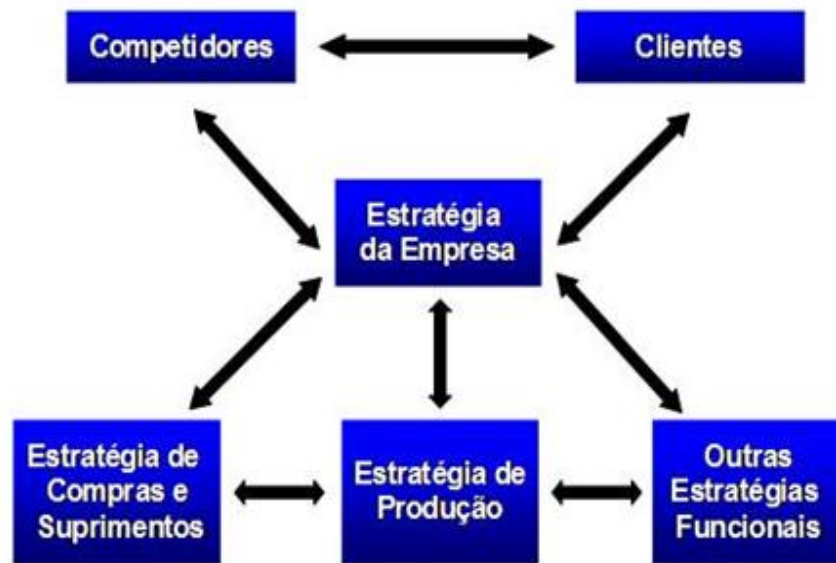 Competidores
Clientes
Estratégia
da Empresa
Estratégia de
Compras e
Suprimentos
Estratégia de
Produção
Outras
Estratégias
Funcionais